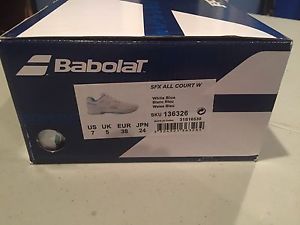 BabolaT
SFX ALL COURT W
White Blue
Blanc Bleu
Weiss Blau
SKU 136326
US UK EUR JPN
7 5 38 24